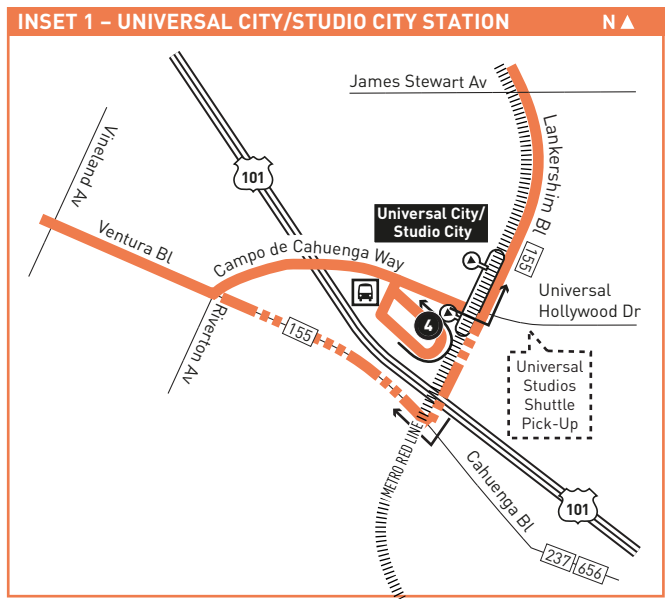 INSET 1 – UNIVERSAL CITY/STUDIO CITY STATION
N
James Stewart Av
Vineland Av
101
Lankershim Bl
Universal City/
Studio City
Ventura Bl
Campo de Cahuenga Way
155
Universal
Hollywood Dr
4
Riverton Av
155
Universal
Studios
Shuttle
Pick-Up
METRO RED LINE
Cahuenga Bl
101
237
656